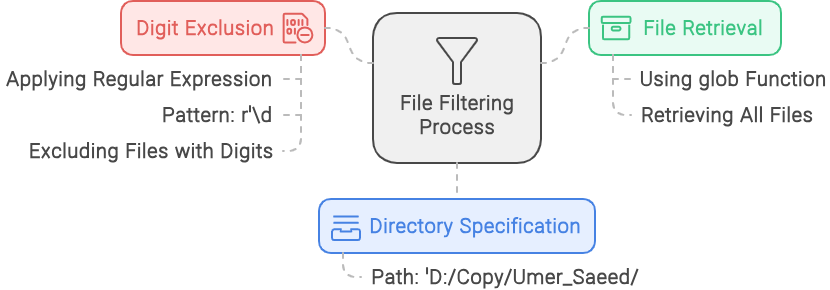 Digit Exclusion
Applying Regular Expression
Pattern: r'\d
Excluding Files with Digits
File Filtering
Process
File Retrieval
Using glob Function
Retrieving All Files
Directory Specification
Path: 'D:/Copy/Umer_Saeed/